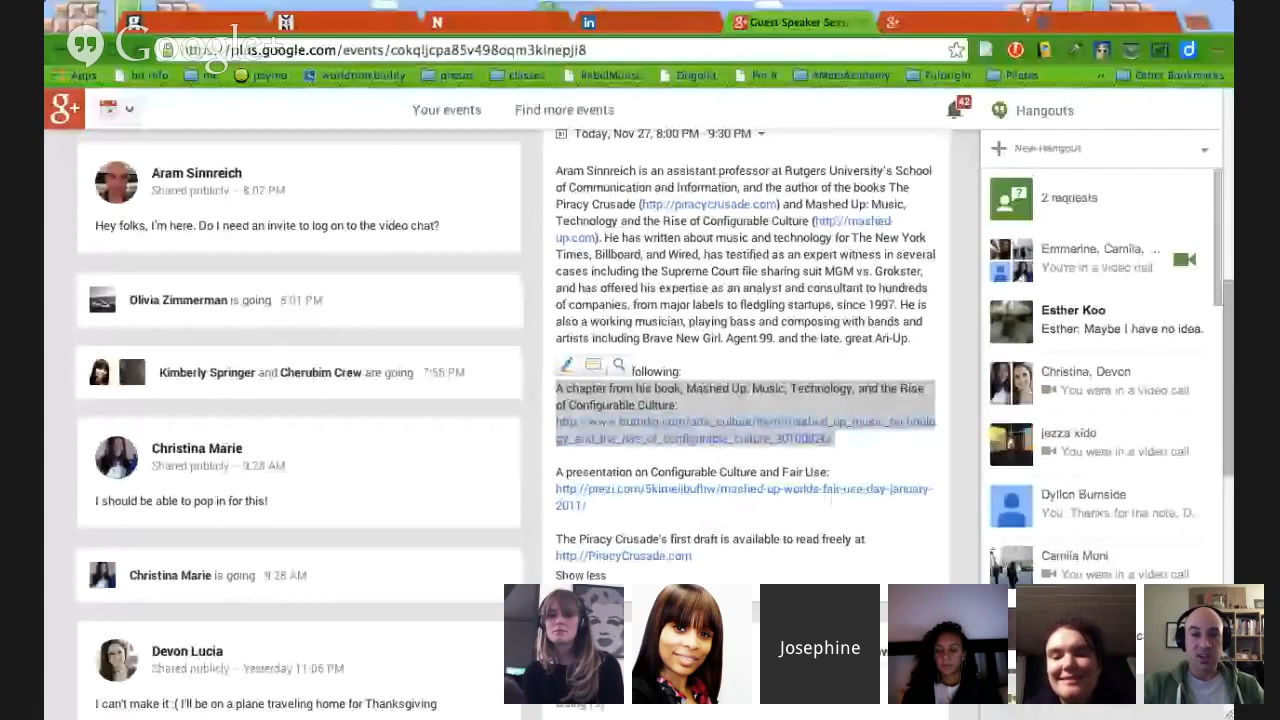 Google+
Guest Speaker Ses
plus.google.com/events/cokqljcpa85v498oqm3kinepji8
Apps
classes
RebelMusic
Pin It
#MacoAcademy
Pilates
Other Bookmarks
g+
Your events
Find more events
42
Hangouts
Today, Nov 27, 8:00 PM - 9:30 PM
New Hangout
Aram Sinnreich
Shared publicly - 8:02 PM
Hey folks, I'm here. Do I need an invite to log on to the video chat?
Olivia Zimmerman is going 8:01 PM
Kimberly Springer and Cherubim Crew are going 7:55 PM
Christina Marie
Shared publicly - 9:28 AM
I should be able to pop in for this!
Christina Marie is going 9:26 AM
Devon Lucia
Shared publicly - Yesterday 11:06 PM
I can't make it :( I'll be on a plane traveling home for Thanksgiving
Aram Sinnreich is an assistant professor at Rutgers University's School
of Communication and Information, and the author of the books The
Piracy Crusade (http://piracycrusade.com) and Mashed Up: Music,
Technology and the Rise of Configurable Culture (http://mashed-
up.com). He has written about music and technology for The New York
Times, Billboard, and Wired, has testified as an expert witness in several
cases including the Supreme Court file sharing suit MGM vs. Grokster,
and has offered his expertise as an analyst and consultant to hundreds
of companies, from major labels to fledgling startups, since 1997. He is
also a working musician, playing bass and composing with bands and
artists including Brave New Girl, Agent 99, and the late, great Ari-Up.
following:
A chapter from his book, Mashed Up. Music, Technology, and the Rise
of Configurable Culture:
A presentation on Configurable Culture and Fair Use:
http://prezi.com/5kimeijbufhw/mashed-up-worlds-fair-use-day-january-
2011/
The Piracy Crusade's first draft is available to read freely at
http://PiracyCrusade.com
Show less
2 requests
Emmarine, Camila, ...
You're in a video call
Esther Koo
Esther: Maybe I have no idea.
Christina, Devon
You were in a video call
jezza xido
You were in a video call
Dyllon Burnside
You: Thanks for the note, D.
Camila Moni
You were in a video call
Josephine